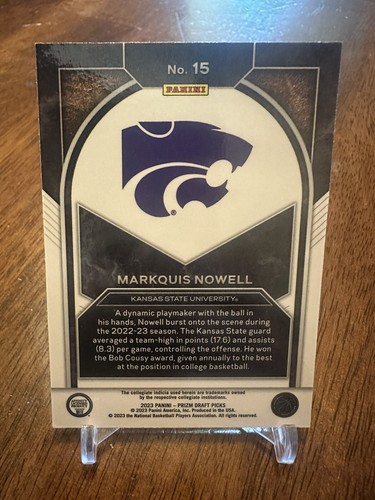 No. 15
PANINI
MARKQUIS NOWELL
KANSAS STATE UNIVERSITY®
A dynamic playmaker with the ball in
his hands, Nowell burst onto the scene during
the 2022-23 season. The Kansas State guard
averaged a team-high in points (17.6) and assists
(8.3) per game, controlling the offense. He won
the Bob Cousy award, given annually to the best
at the position in college basketball.
The collegiate indicia used herein are trademarks owned
by the respective collegiate institutions.
2023 PANINI – PRIZM DRAFT PICKS
© 2023 Panini America, Inc. Produced in the USA.
© 2023 the National Basketball Players Association. All rights reserved.